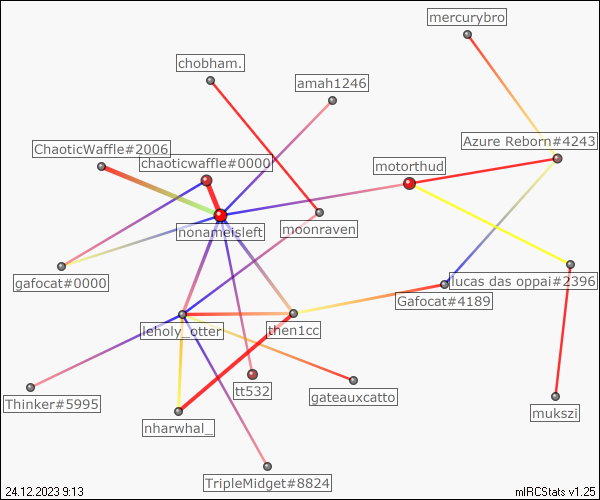 mercurybro
chobham.
amah1246
Azure Reborn#4243
ChaoticWaffle#2006
chaoticwaffle#0000
motorthud
nonameisleft
moonraven
gafocat#0000
lucas das oppai#2396
Gafocat#4189
leholy_otter
then1cc
tt532
gateauxcatto
Thinker#5995
mukszi
nharwhal_
TripleMidget#8824
24.12.2023 9:13
mIRCStats v1.25